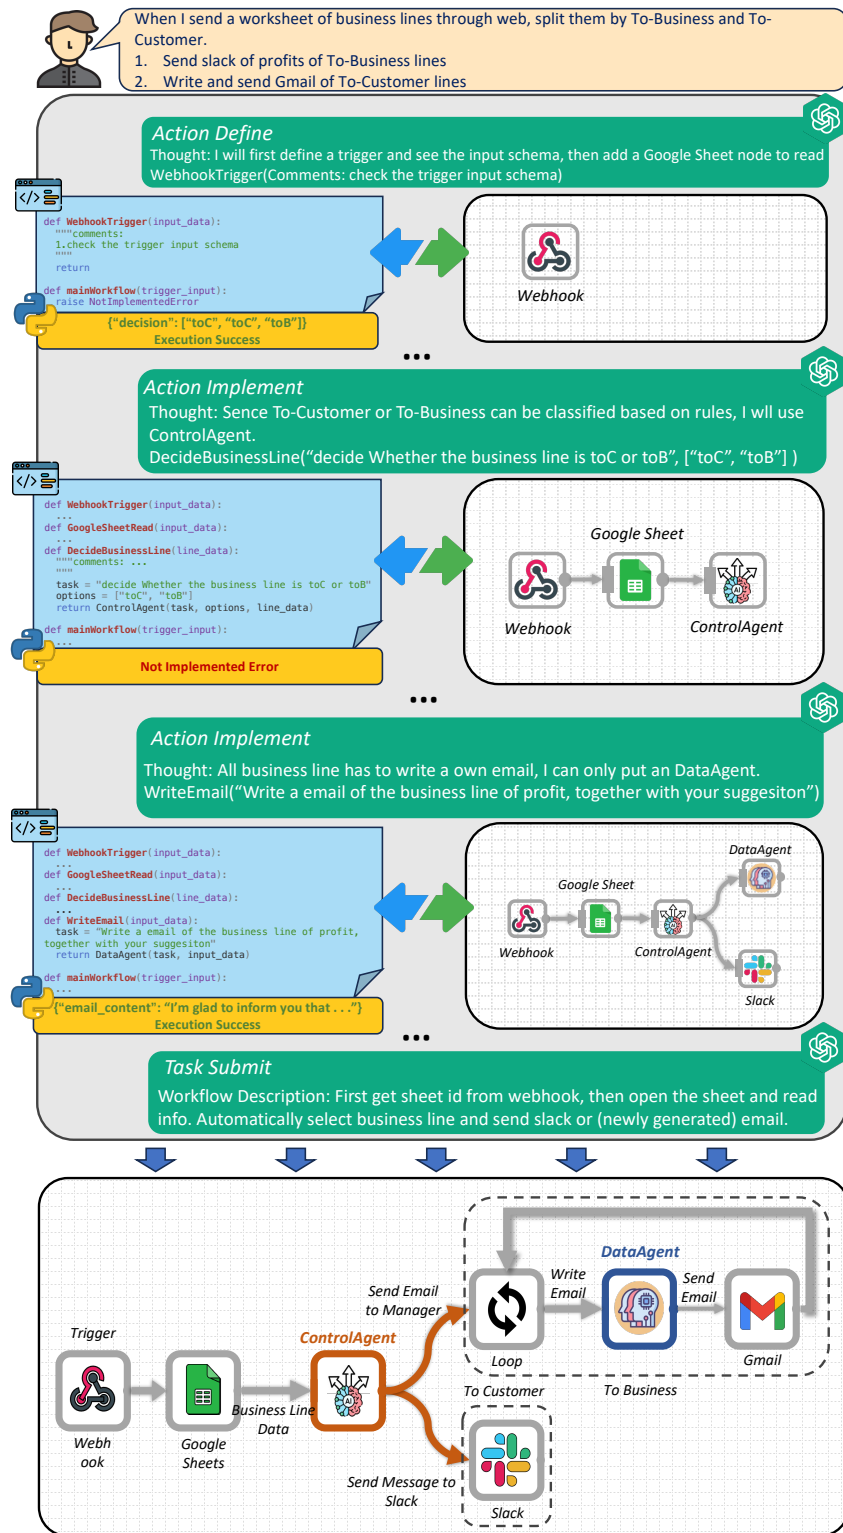 When I send a worksheet of business lines through web, split them by To-Business and To-
Customer.
1. Send slack of profits of To-Business lines
2. Write and send Gmail of To-Customer lines
Action Define
Thought: I will first define a trigger and see the input schema, then add a Google Sheet node to read
WebhookTrigger(Comments: check the trigger input schema)
def WebhookTrigger(input_data):
"""comments:
1.check the trigger input schema
"""
return
def mainWorkflow(trigger_input):
raise NotImplementedError
{"decision": ["toC", "toC", "toB"]}
Execution Success
Webhook
...
Action Implement
Thought: Sence To-Customer or To-Business can be classified based on rules, I wll use
ControlAgent.
DecideBusinessLine("decide Whether the business line is toC or toB", ["toC", "toB"] )
def WebhookTrigger(input_data):
...
def GoogleSheetRead(input_data):
...
def DecideBusinessLine(line_data):
"""comments: ...
"""
task = "decide Whether the business line is toC or toB"
options = ["toC", "toB"]
return ControlAgent(task, options, line_data)
def mainWorkflow(trigger_input):
...
Not Implemented Error
Google Sheet
Webhook
ControlAgent
...
Action Implement
Thought: All business line has to write a own email, I can only put an DataAgent.
WriteEmail("Write a email of the business line of profit, together with your suggesiton")
def WebhookTrigger(input_data):
...
def GoogleSheetRead(input_data):
...
def DecideBusinessLine(line_data):
...
def WriteEmail(input_data):
task = "Write a email of the business line of profit,
together with your suggesiton"
return DataAgent(task, input_data)
def mainWorkflow(trigger_input):
...
{"email_content": "I'm glad to inform you that . . ."}
Execution Success
DataAgent
Google Sheet
Webhook
ControlAgent
Slack
...
Task Submit
Workflow Description: First get sheet id from webhook, then open the sheet and read
info. Automatically select business line and send slack or (newly generated) email.
Trigger
Webh
ook
Google
Sheets
Business Line
Data
ControlAgent
Send Email
to Manager
Loop
Write
Email
DataAgent
Send
Email
Gmail
To Customer
To Business
Send Message to
Slack
Slack